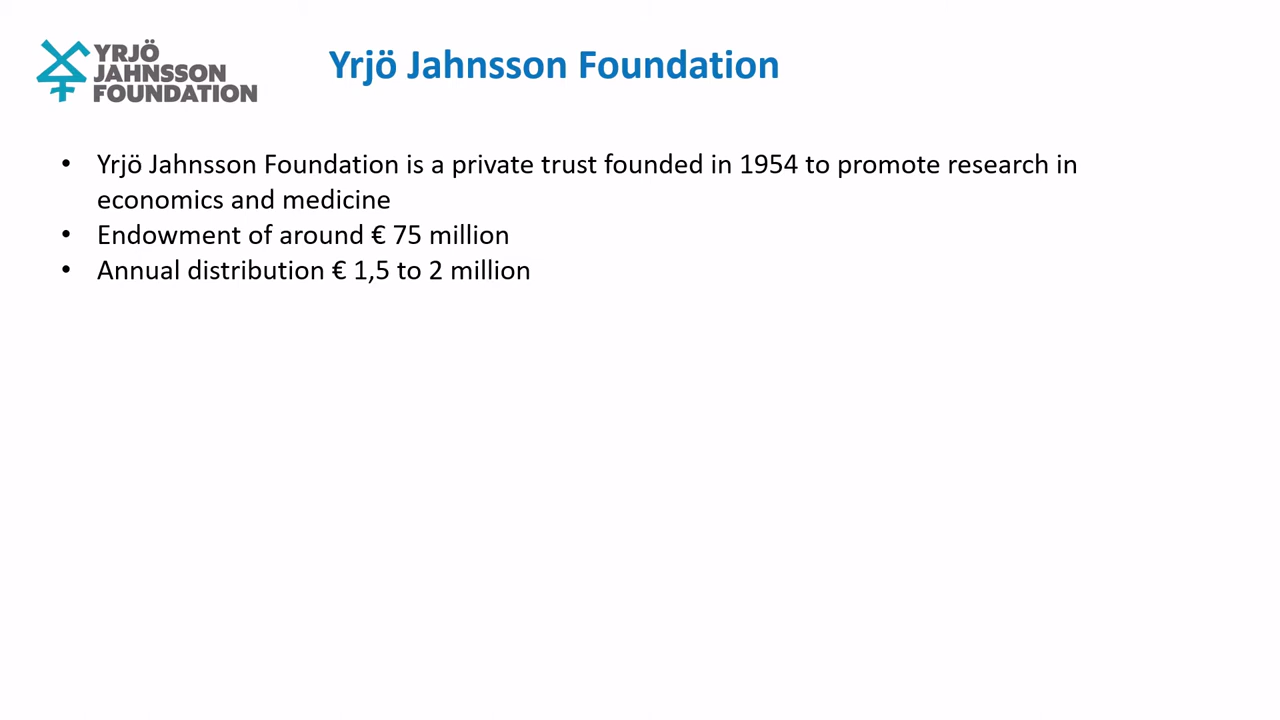 YRJÖ
JAHNSSON
FOUNDATION
Yrjö Jahnsson Foundation
• Yrjö Jahnsson Foundation is a private trust founded in 1954 to promote research in
economics and medicine
• Endowment of around € 75 million
• Annual distribution € 1,5 to 2 million